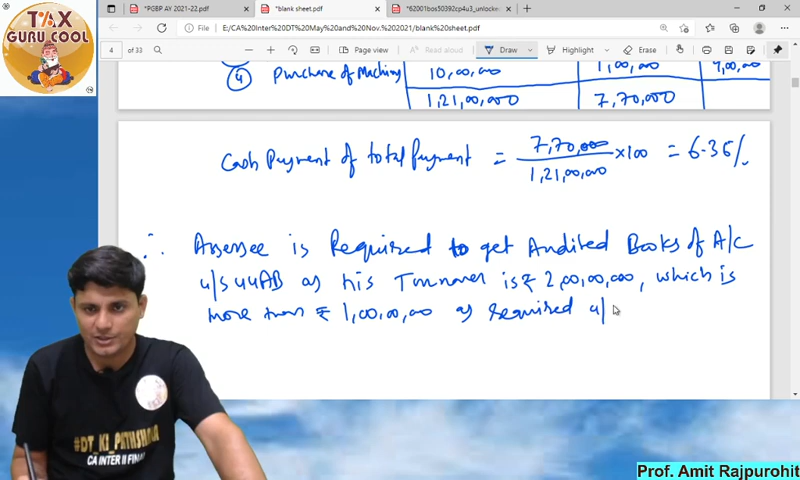 TAX
GURU COOL
*PGBP AY 2021-22.pdf
*blank sheet.pdf
*62001bos50392cp4u3_unlocke
E:/CA%20Inter%20DT%20May%20and%20Nov.%202021/blank%20sheet.pdf
4 of 33
Page view
Read aloud
Draw
Highlight
Erase
④ Purchase of Machinery 10,00,000 1,00,000 9,00,000
1,21,00,000 7,70,000
Cash Payment of total Payment = 7,70,000 / 1,21,00,000 × 100 = 6.36%
∴ Assessee is Required to get Audited Books of A/C
u/s 44AB as his Turnover is ₹ 2,00,00,000, which is
more than ₹ 1,00,00,000 as required u/
#DT_KI_PATHSHALA
CA INTER II FINAL
Prof. Amit Rajpurohit